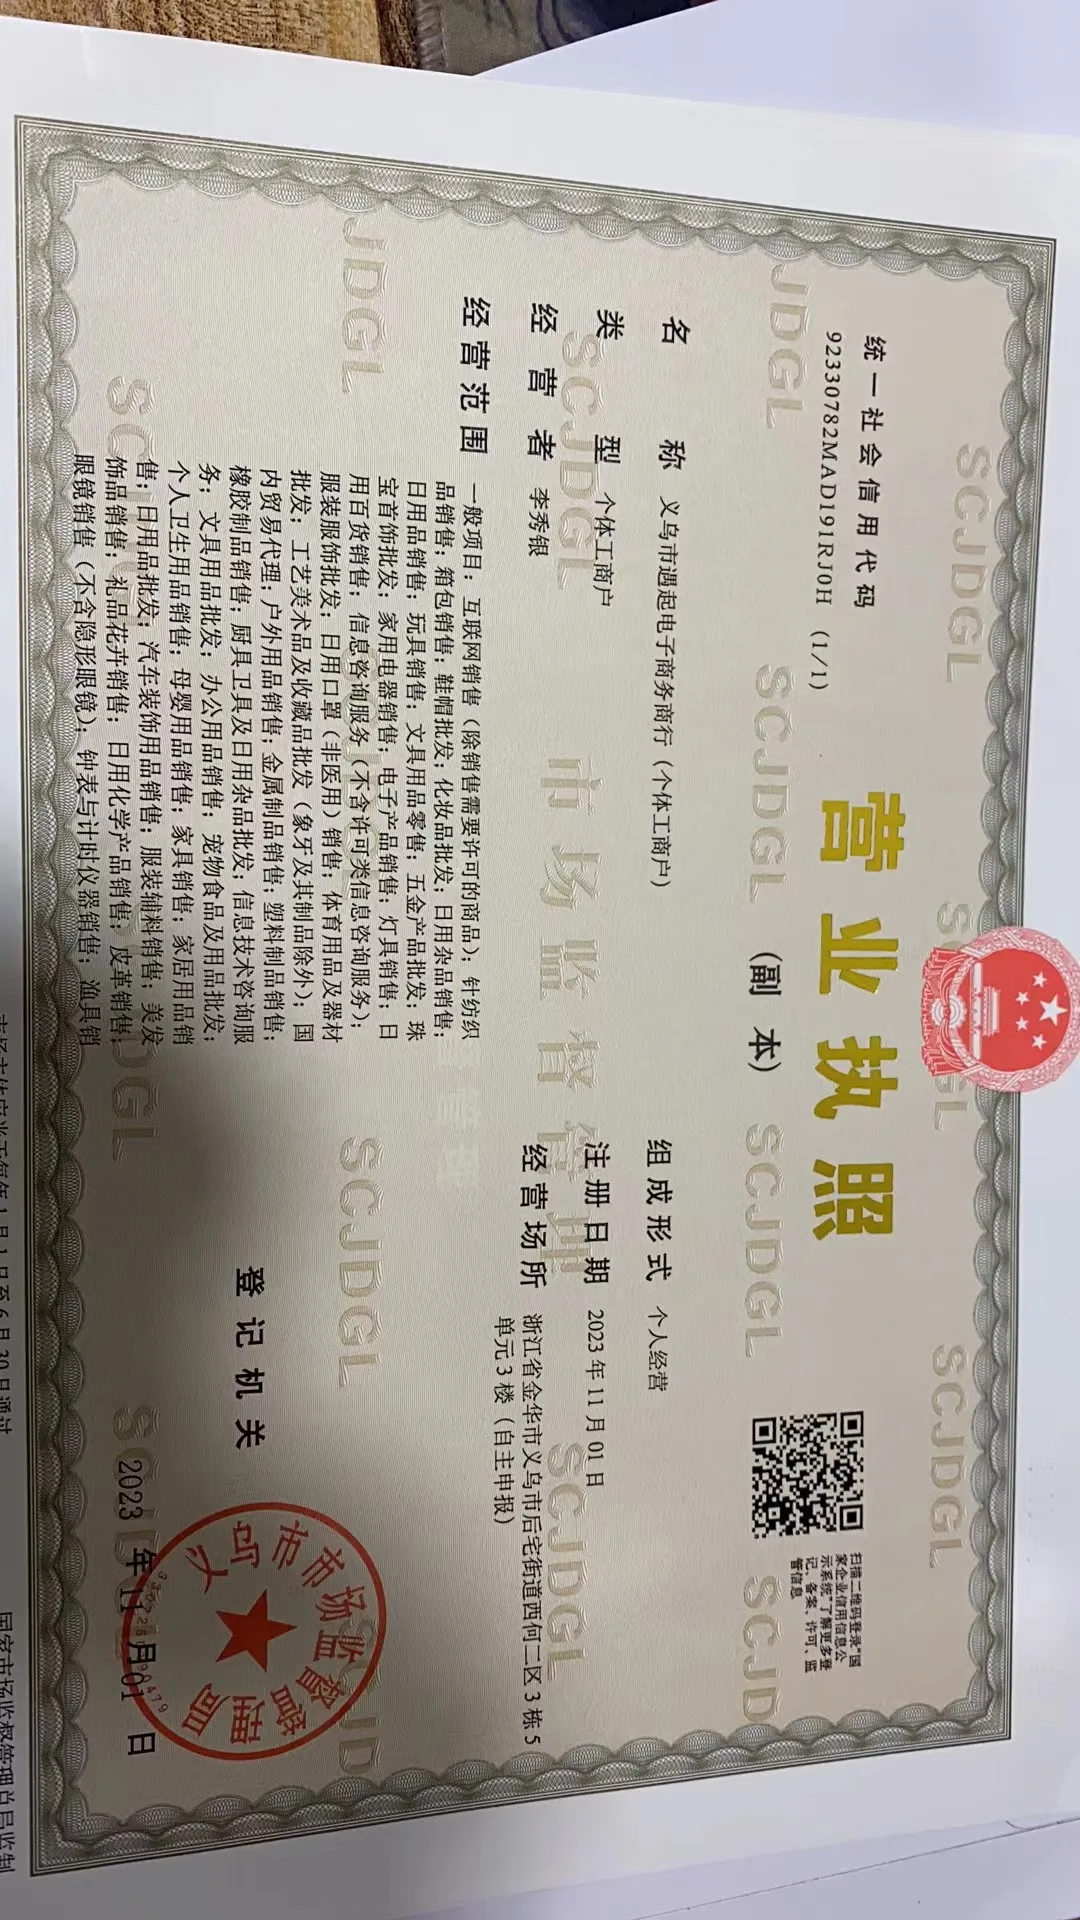 统一社会信用代码
92330782MAD191RJ0H (1/1)
营业执照
(副本)
扫描二维码登录“国
家企业信用信息公
示系统”了解更多登
记、备案、许可、监
管信息
名称 义乌市遇起电子商务商行（个体工商户）
类型 个体工商户
经营者 李秀银
经营范围 一般项目：互联网销售（除销售需要许可的商品）；针纺织
品销售；箱包销售；鞋帽批发；化妆品批发；日用杂品销售；
日用品销售；玩具销售；文具用品零售；五金产品批发；珠
宝首饰批发；家用电器销售；电子产品销售；灯具销售；日
用百货销售；信息咨询服务（不含许可类信息咨询服务）；
服装服饰批发；日用口罩（非医用）销售；体育用品及器材
批发；工艺美术品及收藏品批发（象牙及其制品除外）；国
内贸易代理；户外用品销售；金属制品销售；塑料制品销售；
橡胶制品销售；厨具卫具及日用杂品批发；信息技术咨询服
务；文具用品批发；办公用品销售；宠物食品及用品批发；
个人卫生用品销售；母婴用品销售；家具销售；家居用品销
售；日用品批发；汽车装饰用品销售；服装辅料销售；美发
饰品销售；礼品花卉销售；日用化学产品销售；皮革销售；
眼镜销售（不含隐形眼镜）；钟表与计时仪器销售；渔具销
组成形式 个人经营
注册日期 2023年11月01日
经营场所 浙江省金华市义乌市后宅街道西何二区3栋5
单元3楼（自主申报）
登记机关
义乌市市场监督管理局
2023年11月01日
市场监督管理
SCJDGL
国家市场监督管理总局监制